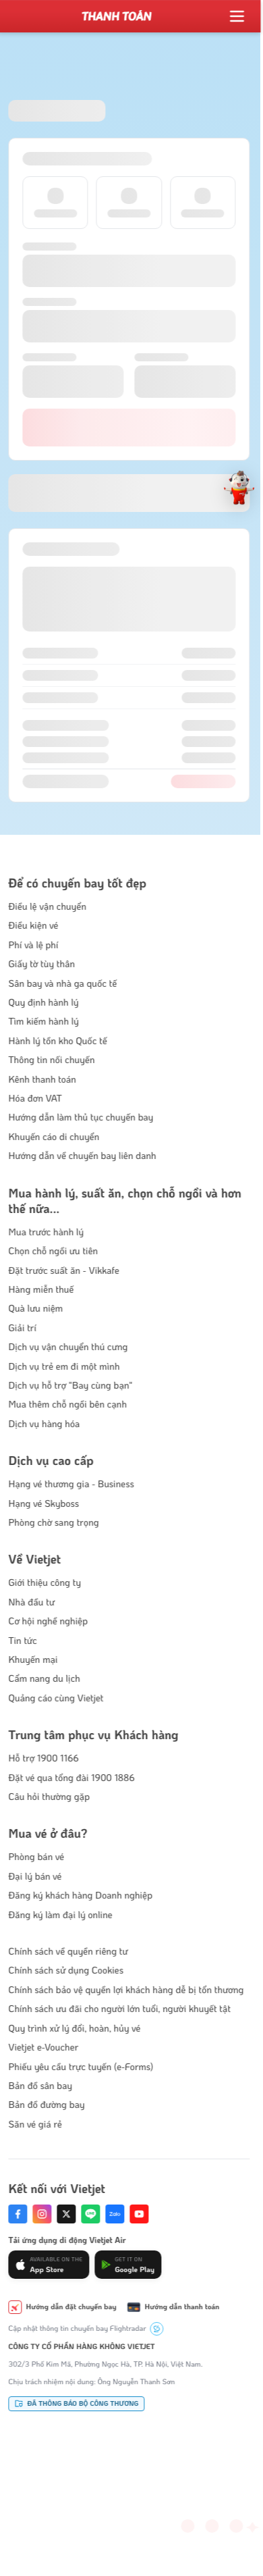 THANH TOÁN
Để có chuyến bay tốt đẹp
Điều lệ vận chuyển
Điều kiện vé
Phí và lệ phí
Giấy tờ tùy thân
Sân bay và nhà ga quốc tế
Quy định hành lý
Tìm kiếm hành lý
Hành lý tồn kho Quốc tế
Thông tin nối chuyến
Kênh thanh toán
Hóa đơn VAT
Hướng dẫn làm thủ tục chuyến bay
Khuyến cáo di chuyển
Hướng dẫn về chuyến bay liên danh
Mua hành lý, suất ăn, chọn chỗ ngồi và hơn
thế nữa...
Mua trước hành lý
Chọn chỗ ngồi ưu tiên
Đặt trước suất ăn - Vikkafe
Hàng miễn thuế
Quà lưu niệm
Giải trí
Dịch vụ vận chuyển thú cưng
Dịch vụ trẻ em đi một mình
Dịch vụ hỗ trợ "Bay cùng bạn"
Mua thêm chỗ ngồi bên cạnh
Dịch vụ hàng hóa
Dịch vụ cao cấp
Hạng vé thương gia - Business
Hạng vé Skyboss
Phòng chờ sang trọng
Về Vietjet
Giới thiệu công ty
Nhà đầu tư
Cơ hội nghề nghiệp
Tin tức
Khuyến mại
Cẩm nang du lịch
Quảng cáo cùng Vietjet
Trung tâm phục vụ Khách hàng
Hỗ trợ 1900 1166
Đặt vé qua tổng đài 1900 1886
Câu hỏi thường gặp
Mua vé ở đâu?
Phòng bán vé
Đại lý bán vé
Đăng ký khách hàng Doanh nghiệp
Đăng ký làm đại lý online
Chính sách về quyền riêng tư
Chính sách sử dụng Cookies
Chính sách bảo vệ quyền lợi khách hàng dễ bị tổn thương
Chính sách ưu đãi cho người lớn tuổi, người khuyết tật
Quy trình xử lý đổi, hoàn, hủy vé
Vietjet e-Voucher
Phiếu yêu cầu trực tuyến (e-Forms)
Bản đồ sân bay
Bản đồ đường bay
Săn vé giá rẻ
Kết nối với Vietjet
Zalo
Tải ứng dụng di động Vietjet Air
AVAILABLE ON THE
App Store
GET IT ON
Google Play
Hướng dẫn đặt chuyến bay
Hướng dẫn thanh toán
Cập nhật thông tin chuyến bay Flightradar
CÔNG TY CỔ PHẦN HÀNG KHÔNG VIETJET
302/3 Phố Kim Mã, Phường Ngọc Hà, TP. Hà Nội, Việt Nam.
Chịu trách nhiệm nội dung: Ông Nguyễn Thanh Sơn
ĐÃ THÔNG BÁO BỘ CÔNG THƯƠNG